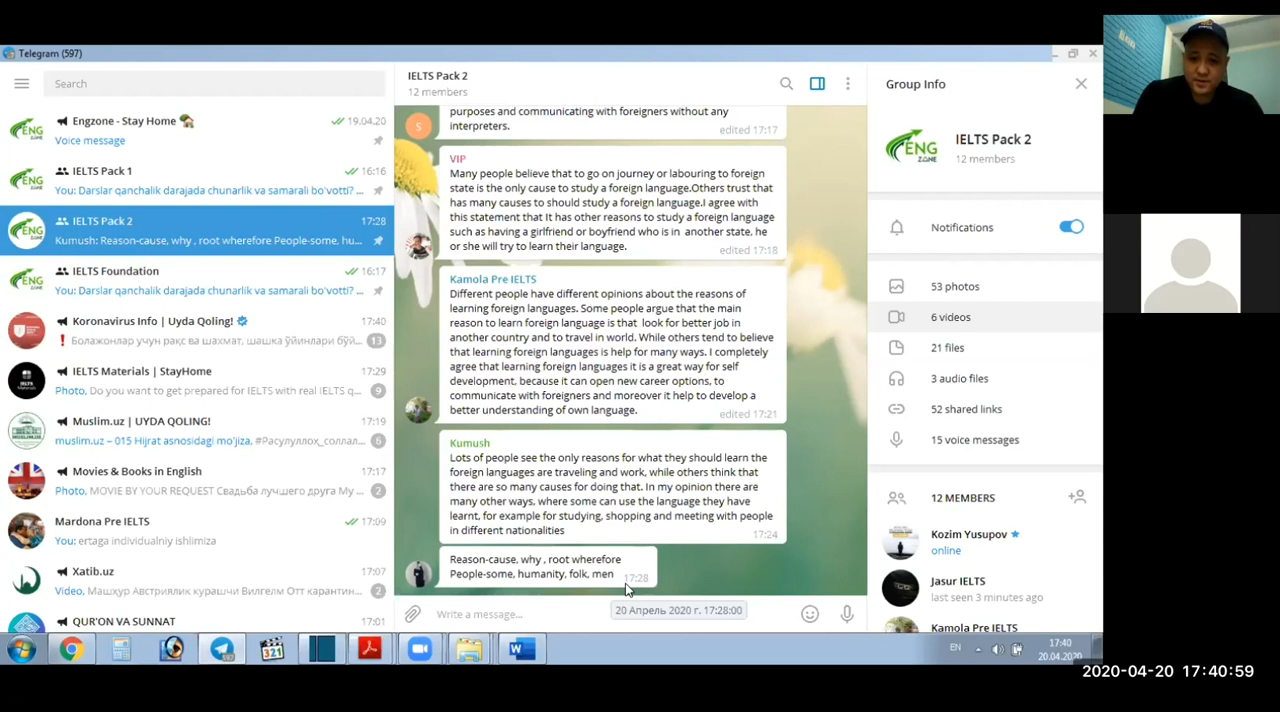 Telegram (597)
Search
Engzone - Stay Home
19.04.20
Voice message
IELTS Pack 1
16:16
You: Darslar qanchalik darajada chunarlik va samarali bo'votti? ...
IELTS Pack 2
17:28
Kumush: Reason-cause, why , root wherefore People-some, hu...
IELTS Foundation
16:17
You: Darslar qanchalik darajada chunarlik va samarali bo'votti? ...
Koronavirus Info | Uyda Qoling!
17:40
Болажонлар учун рақс ва шахмат, шашка ўйинлари бўй...
13
IELTS Materials | StayHome
17:29
Photo, Do you want to get prepared for IELTS with real IELTS q...
9
Muslim.uz | UYDA QOLING!
17:19
muslim.uz – 015 Hijrat asnosidagi mo'jiza, #Расулуллох_соллал...
6
Movies & Books in English
17:17
Photo, MOVIE BY YOUR REQUEST Свадьба лучшего друга My ...
2
Mardona Pre IELTS
17:09
You: ertaga individualniy ishlimiza
Xatib.uz
17:07
Video, Машҳур Австриялик курашчи Вилгелм Отт карантин...
2
QUR'ON VA SUNNAT
17:01
IELTS Pack 2
12 members
purposes and communicating with foreigners without any
interpreters.
edited 17:17
S
VIP
Many people believe that to go on journey or labouring to foreign
state is the only cause to study a foreign language.Others trust that
has many causes to should study a foreign language.I agree with
this statement that It has other reasons to study a foreign language
such as having a girlfriend or boyfriend who is in another state, he
or she will try to learn their language.
edited 17:18
Kamola Pre IELTS
Different people have different opinions about the reasons of
learning foreign languages. Some people argue that the main
reason to learn foreign language is that look for better job in
another country and to travel in world. While others tend to believe
that learning foreign languages is help for many ways. I completely
agree that learning foreign languages it is a great way for self
development, because it can open new career options, to
communicate with foreigners and moreover it help to develop a
better understanding of own language.
edited 17:21
Kumush
Lots of people see the only reasons for what they should learn the
foreign languages are traveling and work, while others think that
there are so many causes for doing that. In my opinion there are
many other ways, where some can use the language they have
learnt, for example for studying, shopping and meeting with people
in different nationalities
17:24
Reason-cause, why , root wherefore
People-some, humanity, folk, men
17:28
Write a message...
20 Апрель 2020 г. 17:28:00
Group Info
ENG
ZONE
IELTS Pack 2
12 members
Notifications
53 photos
6 videos
21 files
3 audio files
52 shared links
15 voice messages
12 MEMBERS
Kozim Yusupov
online
Jasur IELTS
last seen 3 minutes ago
Kamola Pre IELTS
EN
17:40
20.04.2020
2020-04-20 17:40:59